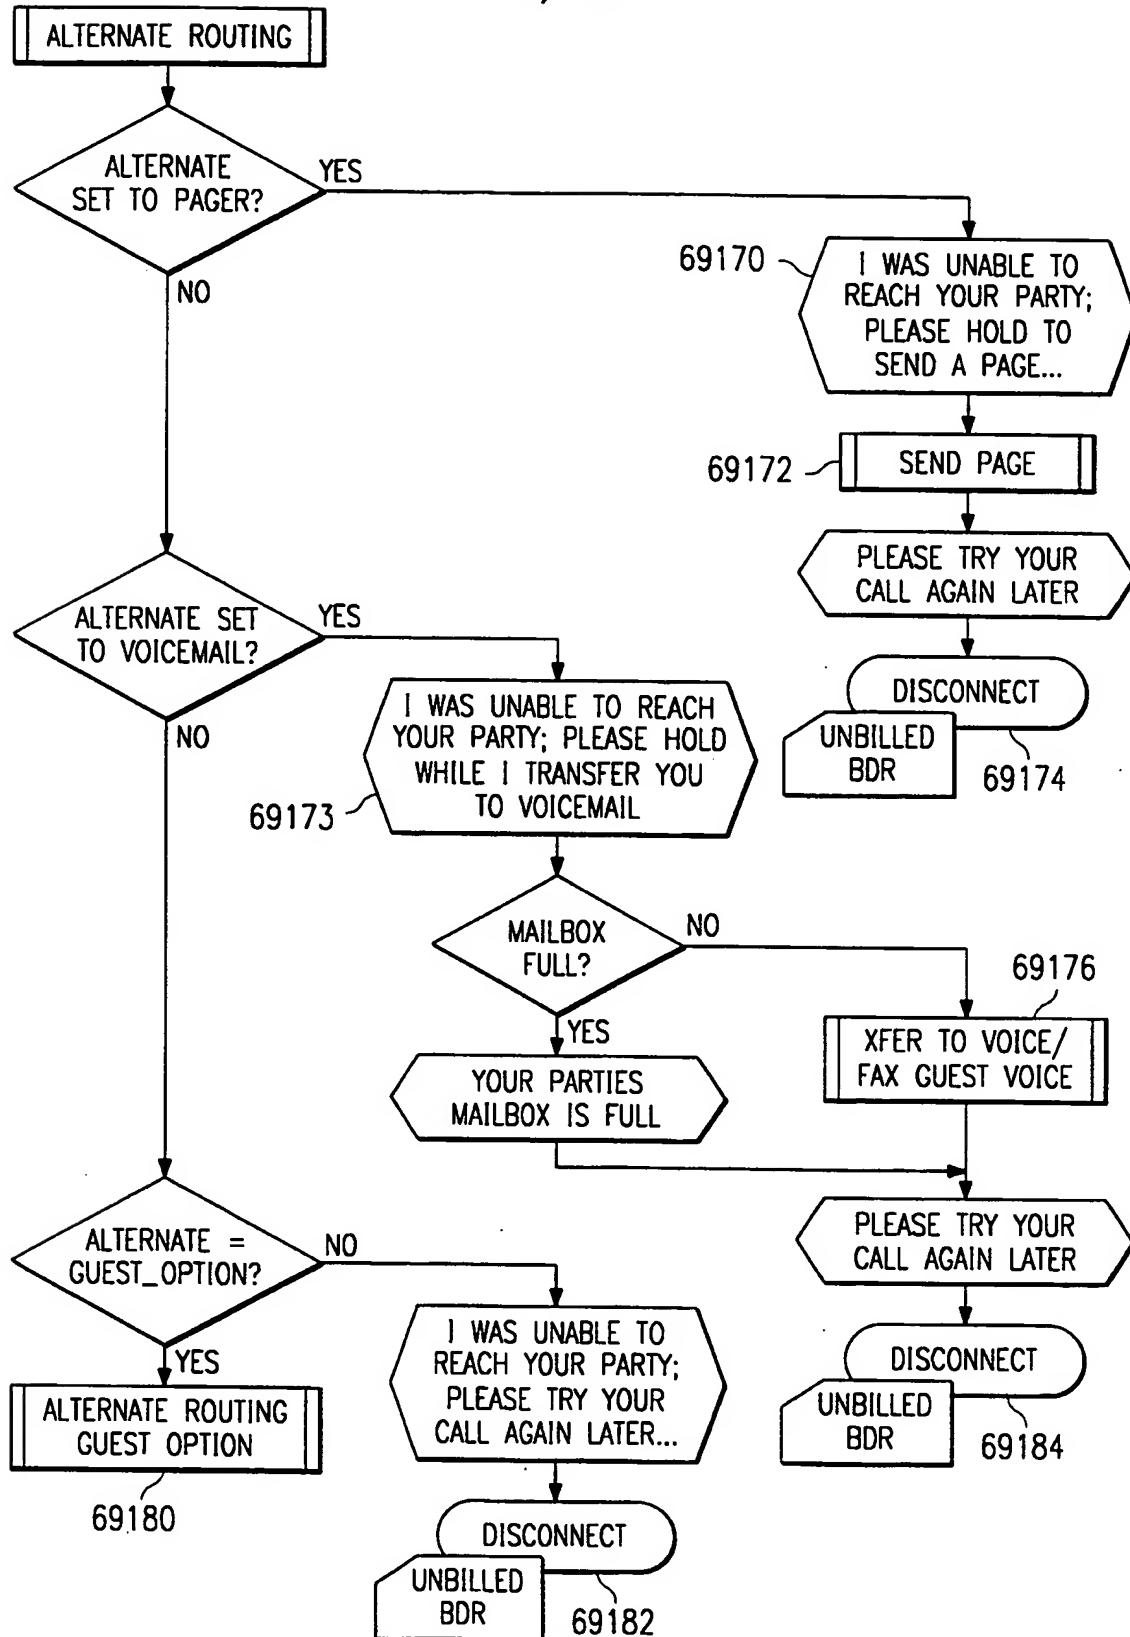 ALTERNATE ROUTING
ALTERNATE
SET TO PAGER?
YES
NO
69170
I WAS UNABLE TO
REACH YOUR PARTY;
PLEASE HOLD TO
SEND A PAGE...
69172
SEND PAGE
PLEASE TRY YOUR
CALL AGAIN LATER
DISCONNECT
UNBILLED
BDR
69174
ALTERNATE SET
TO VOICEMAIL?
YES
NO
I WAS UNABLE TO REACH
YOUR PARTY; PLEASE HOLD
WHILE I TRANSFER YOU
TO VOICEMAIL
69173
MAILBOX
FULL?
NO
YES
69176
XFER TO VOICE/
FAX GUEST VOICE
YOUR PARTIES
MAILBOX IS FULL
PLEASE TRY YOUR
CALL AGAIN LATER
DISCONNECT
UNBILLED
BDR
69184
ALTERNATE =
GUEST_OPTION?
NO
YES
ALTERNATE ROUTING
GUEST OPTION
69180
I WAS UNABLE TO
REACH YOUR PARTY;
PLEASE TRY YOUR
CALL AGAIN LATER...
DISCONNECT
UNBILLED
BDR
69182